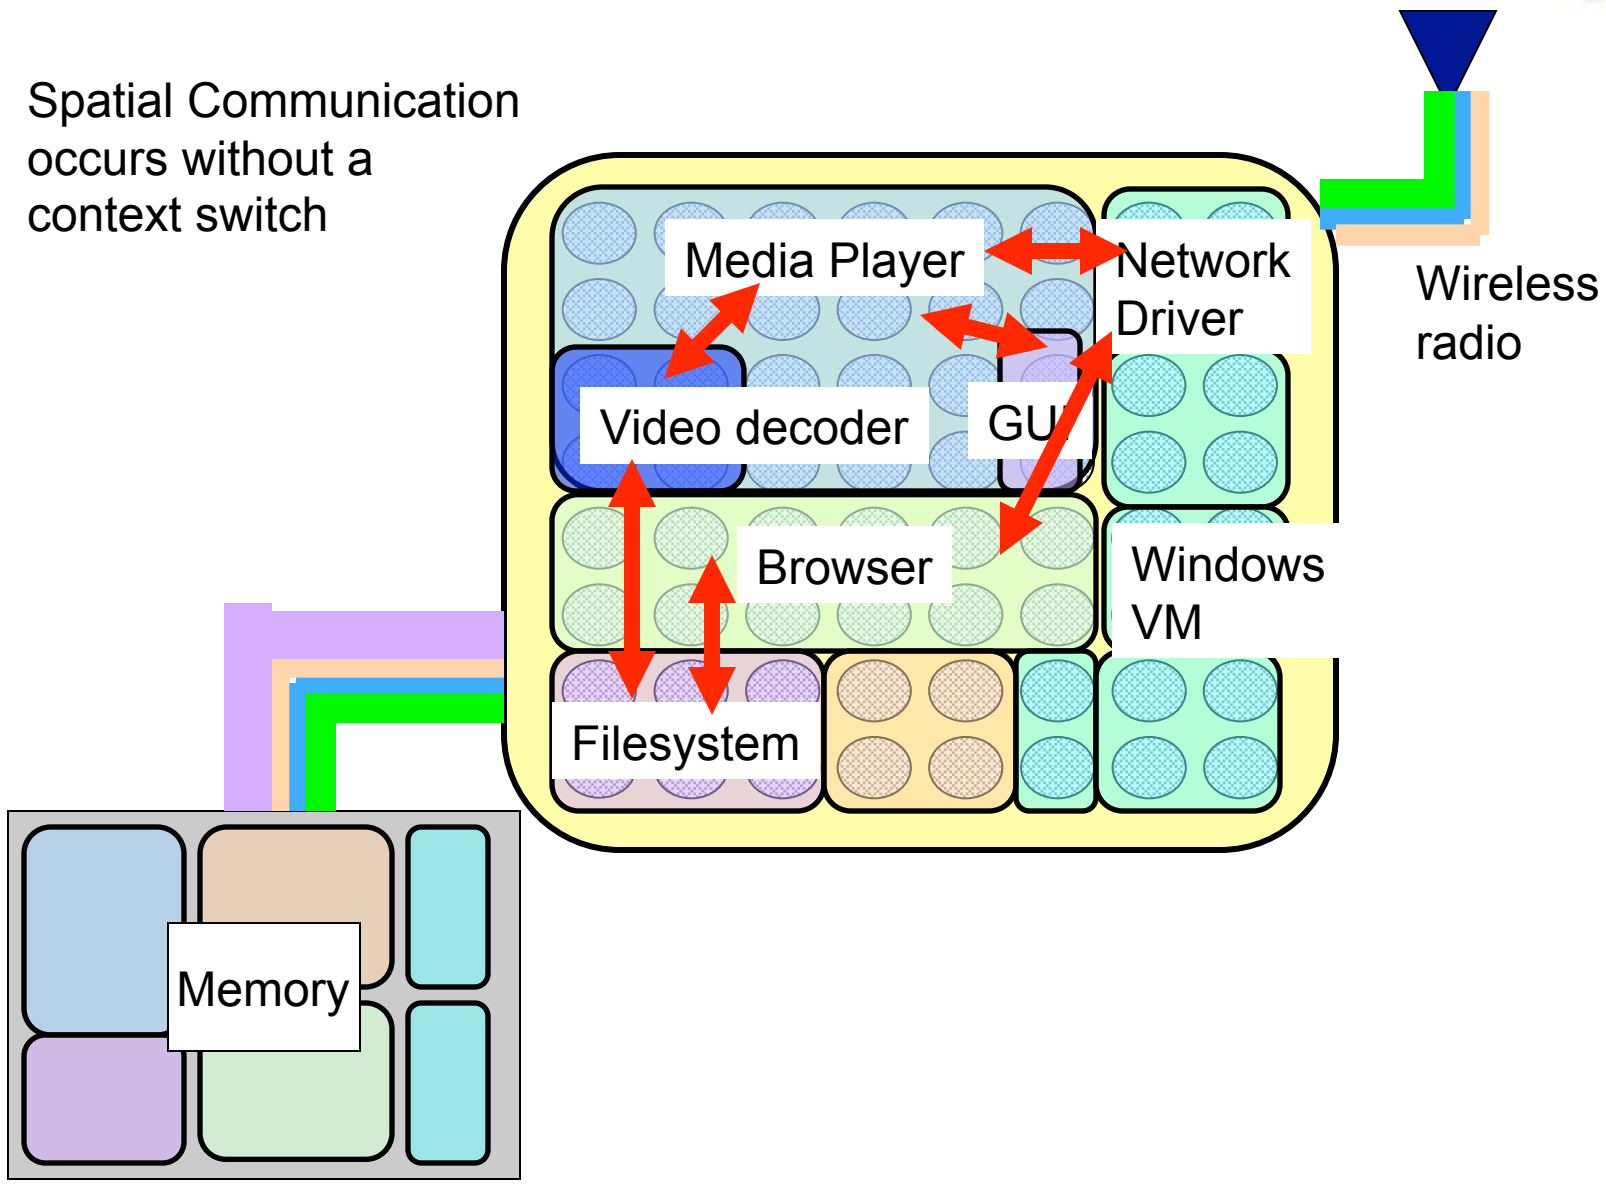 Spatial Communication
occurs without a
context switch
Media Player
Network
Driver
Wireless
radio
Video decoder
GUI
Browser
Windows
VM
Filesystem
Memory